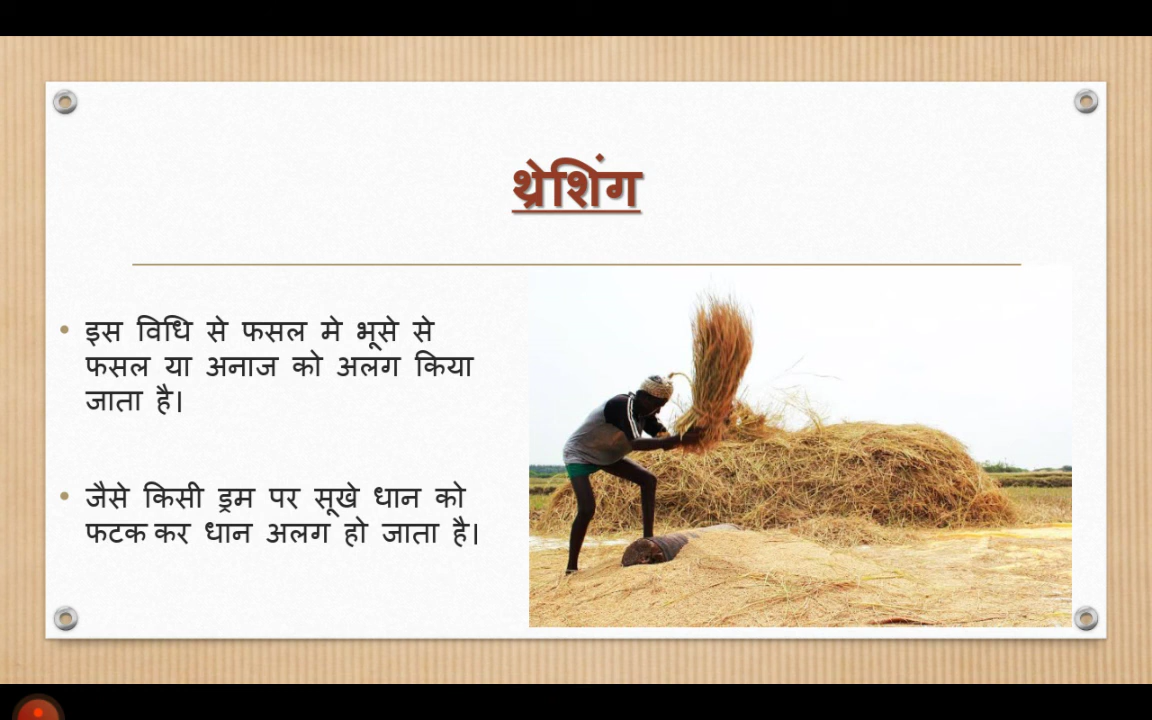 थ्रेशिंग
इस विधि से फसल मे भूसे से
फसल या अनाज को अलग किया
जाता है।
जैसे किसी ड्रम पर सूखे धान को
फटक कर धान अलग हो जाता है।